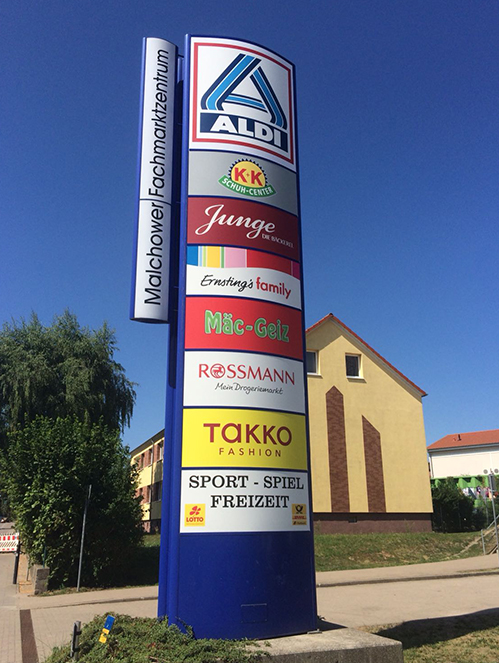 Malchower Fachmarktzentrum
ALDI
K+K
SCHUH-CENTER
Junge
DIE BÄCKEREI
Ernsting's family
Mäc-Geiz
ROSSMANN
Mein Drogeriemarkt
TAKKO
FASHION
SPORT - SPIEL
FREIZEIT
LOTTO